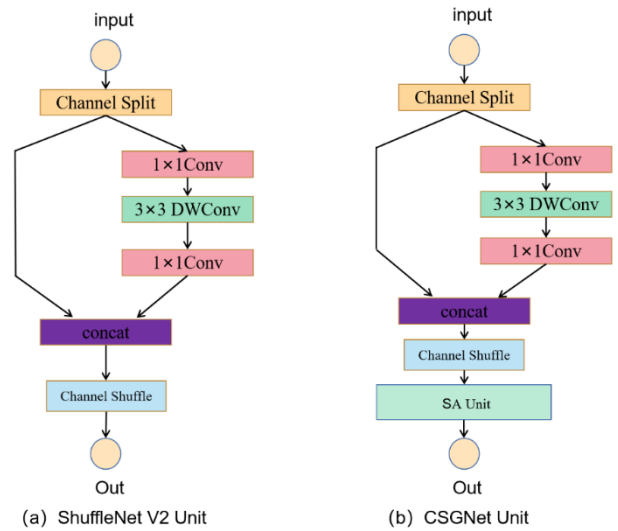 input
Channel Split
1×1Conv
3×3 DWConv
1×1Conv
concat
Channel Shuffle
Out
(a) ShuffleNet V2 Unit
input
Channel Split
1×1Conv
3×3 DWConv
1×1Conv
concat
Channel Shuffle
SA Unit
Out
(b) CSGNet Unit